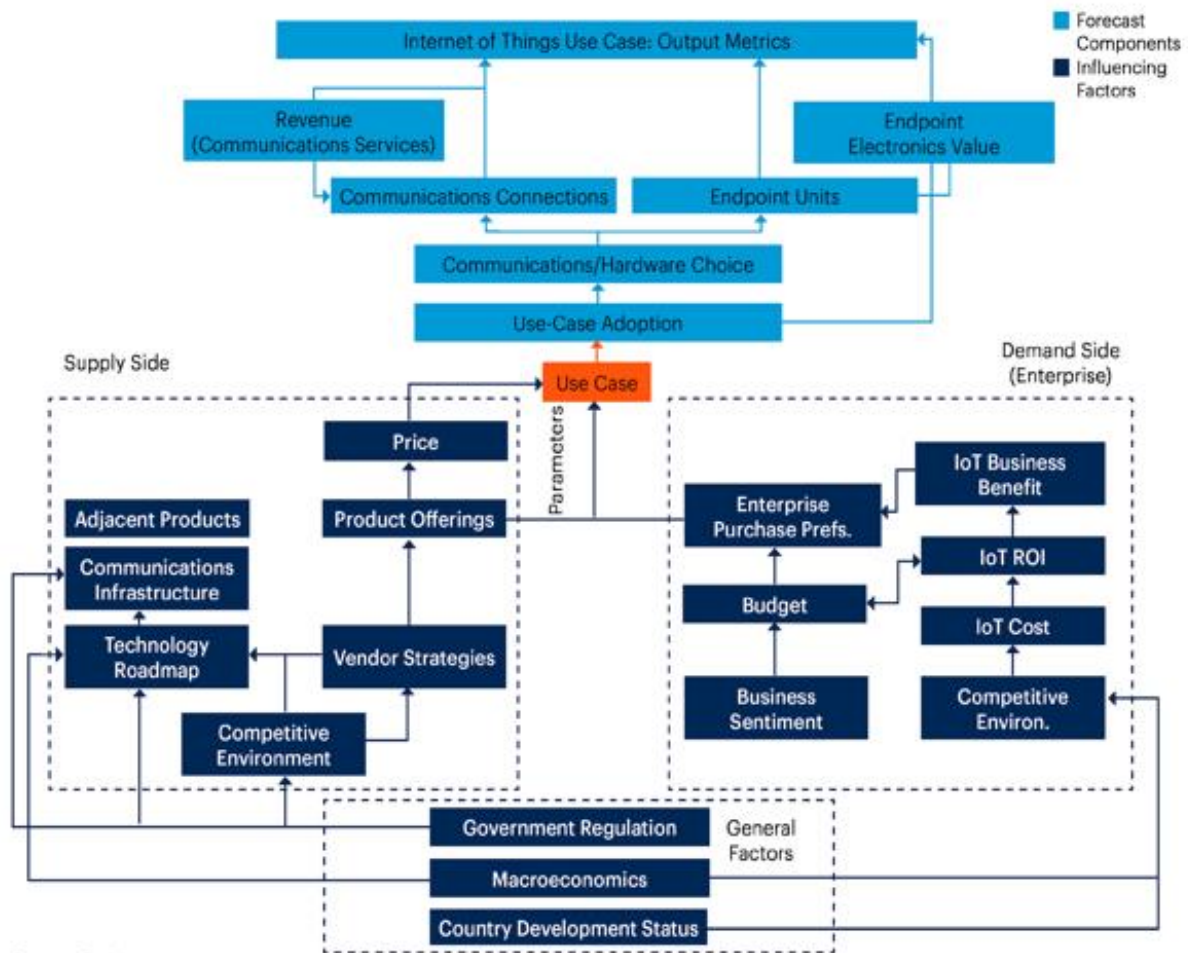 Forecast
Components
Influencing
Factors
Internet of Things Use Case: Output Metrics
Revenue
(Communications Services)
Endpoint
Electronics Value
Communications Connections
Endpoint Units
Communications/Hardware Choice
Use-Case Adoption
Supply Side
Demand Side
(Enterprise)
Use Case
Parameters
Price
IoT Business
Benefit
Adjacent Products
Product Offerings
Enterprise
Purchase Prefs.
Communications
Infrastructure
IoT ROI
Budget
IoT Cost
Technology
Roadmap
Vendor Strategies
Business
Sentiment
Competitive
Environ.
Competitive
Environment
Government Regulation
General
Factors
Macroeconomics
Country Development Status